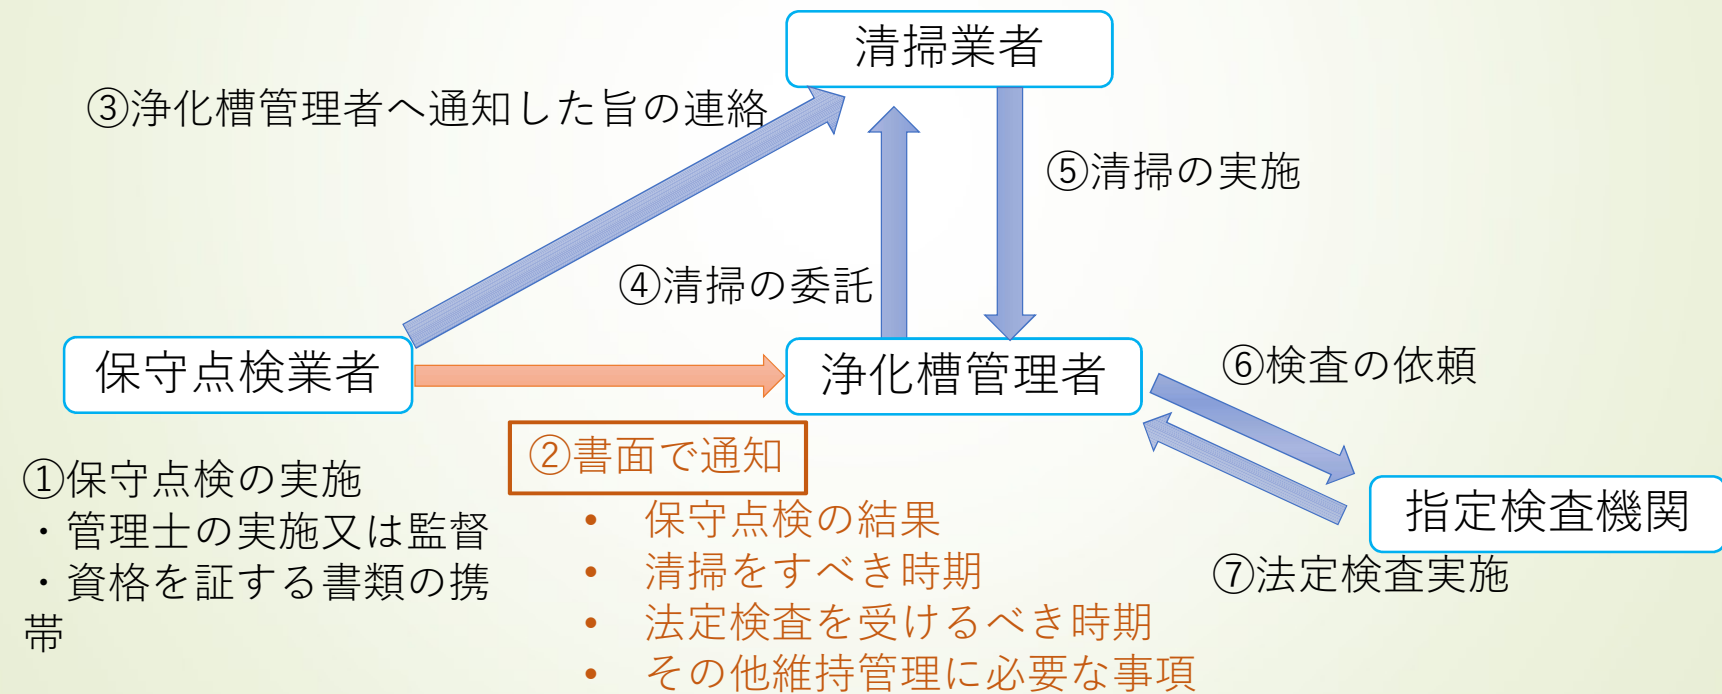 清掃業者
③浄化槽管理者へ通知した旨の連絡
⑤清掃の実施
④清掃の委託
保守点検業者
浄化槽管理者
⑥検査の依頼
②書面で通知
①保守点検の実施
・管理士の実施又は監督
・資格を証する書類の携
帯
• 保守点検の結果
• 清掃をすべき時期
• 法定検査を受けるべき時期
• その他維持管理に必要な事項
指定検査機関
⑦法定検査実施